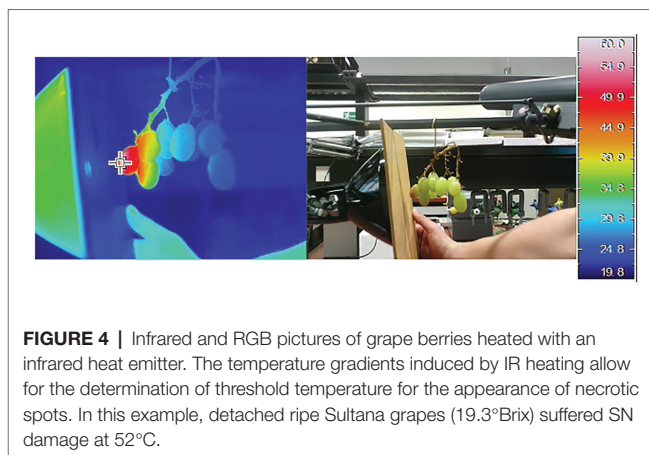 60.0
54.9
49.9
44.9
39.9
34.8
29.8
24.8
19.8
FIGURE 4 | Infrared and RGB pictures of grape berries heated with an
infrared heat emitter. The temperature gradients induced by IR heating allow
for the determination of threshold temperature for the appearance of necrotic
spots. In this example, detached ripe Sultana grapes (19.3°Brix) suffered SN
damage at 52°C.